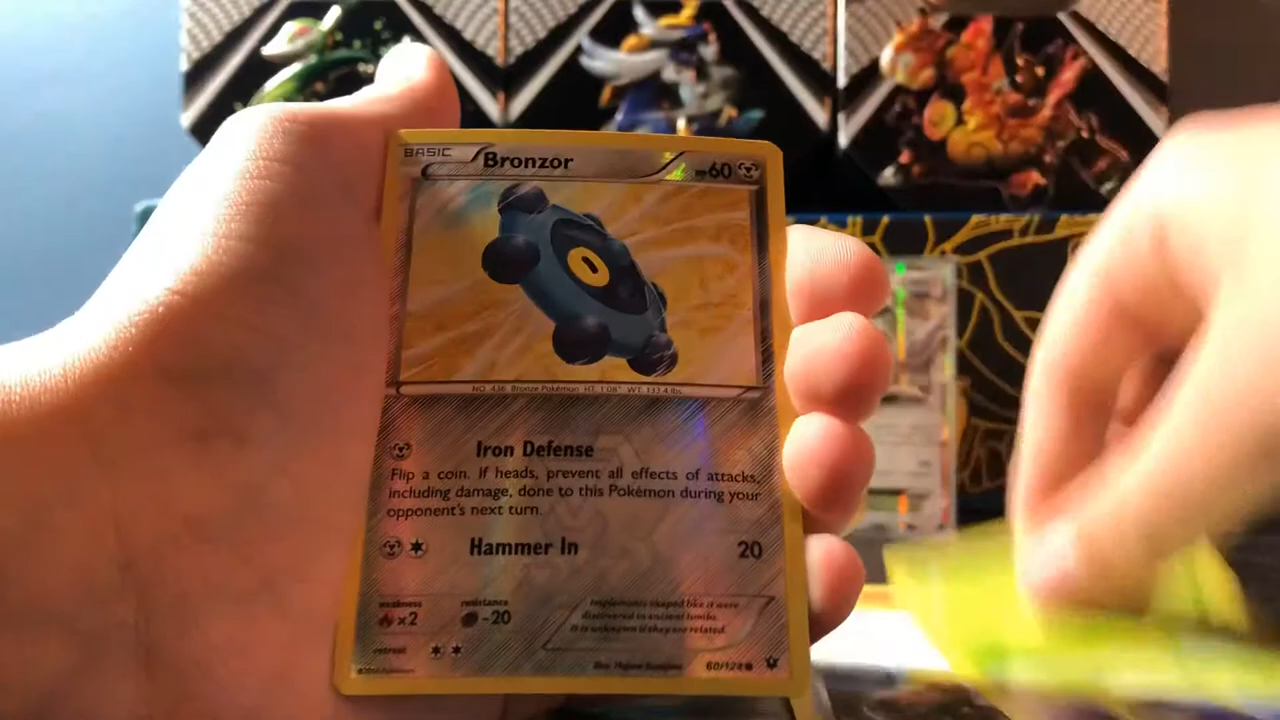 BASIC Bronzor HP60
NO. 436 Bronze Pokémon HT: 1'08" WT: 133.4 lbs.
Iron Defense
Flip a coin. If heads, prevent all effects of attacks,
including damage, done to this Pokémon during your
opponent's next turn.
Hammer In 20
weakness resistance
×2 -20
Implements shaped like it were
discovered in ancient tombs.
It is unknown if they are related.
retreat
60/124